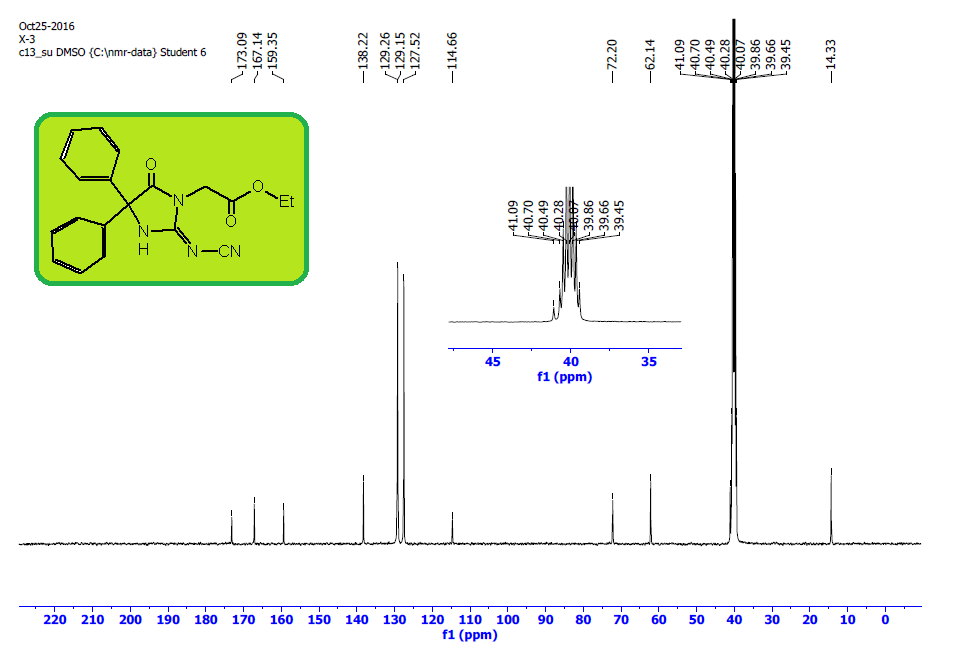 Oct25-2016
X-3
c13_su DMSO {C:\nmr-data} Student 6
173.09
167.14
159.35
138.22
129.26
129.15
127.52
114.66
72.20
62.14
41.09
40.70
40.49
40.28
40.07
39.86
39.66
39.45
14.33
O
N
O
Et
O
N
H
N
CN
41.09
40.70
40.49
40.28
40.07
39.86
39.66
39.45
45 40 35
f1 (ppm)
220 210 200 190 180 170 160 150 140 130 120 110 100 90 80 70 60 50 40 30 20 10 0
f1 (ppm)